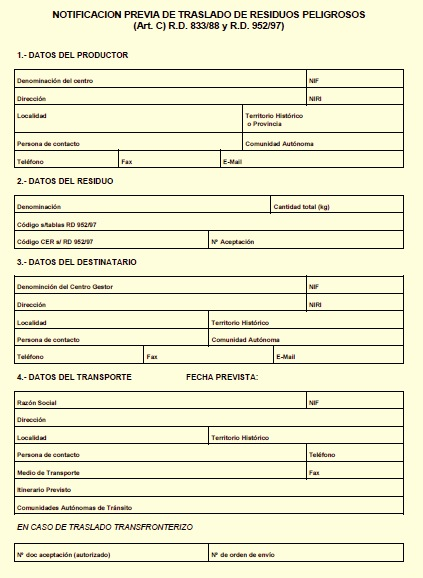 NOTIFICACION PREVIA DE TRASLADO DE RESIDUOS PELIGROSOS
(Art. C) R.D. 833/88 y R.D. 952/97)
1.- DATOS DEL PRODUCTOR
Denominación del centro NIF
Dirección NIRI
Localidad Territorio Histórico
o Provincia
Persona de contacto Comunidad Autónoma
Teléfono Fax E-Mail
2.- DATOS DEL RESIDUO
Denominación Cantidad total (kg)
Código s/tablas RD 952/97
Código CER s/ RD 952/97 Nº Aceptación
3.- DATOS DEL DESTINATARIO
Denominción del Centro Gestor NIF
Dirección NIRI
Localidad Territorio Histórico
Persona de contacto Comunidad Autónoma
Teléfono Fax E-Mail
4.- DATOS DEL TRANSPORTE FECHA PREVISTA:
Razón Social NIF
Dirección
Localidad Territorio Histórico
Persona de contacto Teléfono
Medio de Transporte Fax
Itinerario Previsto
Comunidades Autónomas de Tránsito
EN CASO DE TRASLADO TRANSFRONTERIZO
Nº doc aceptación (autorizado) Nº de orden de envío